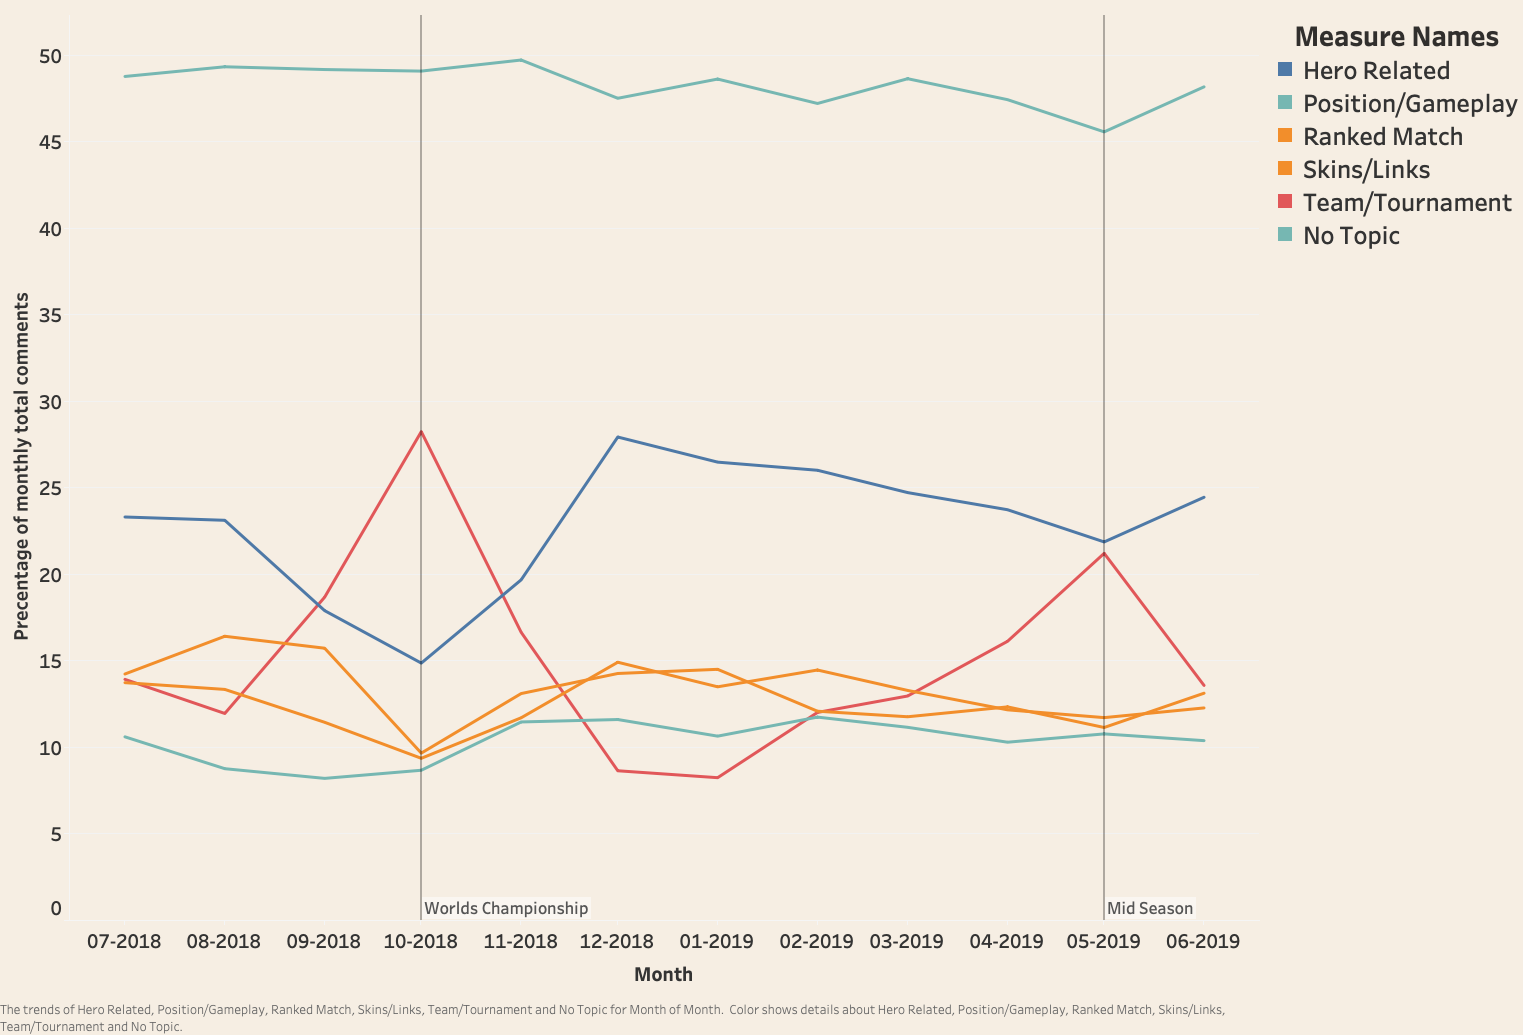 Measure Names
Hero Related
Position/Gameplay
Ranked Match
Skins/Links
Team/Tournament
No Topic
Precentage of monthly total comments
50
45
40
35
30
25
20
15
10
5
0
Worlds Championship
Mid Season
07-2018 08-2018 09-2018 10-2018 11-2018 12-2018 01-2019 02-2019 03-2019 04-2019 05-2019 06-2019
Month
The trends of Hero Related, Position/Gameplay, Ranked Match, Skins/Links, Team/Tournament and No Topic for Month of Month.  Color shows details about Hero Related, Position/Gameplay, Ranked Match, Skins/Links,
Team/Tournament and No Topic.